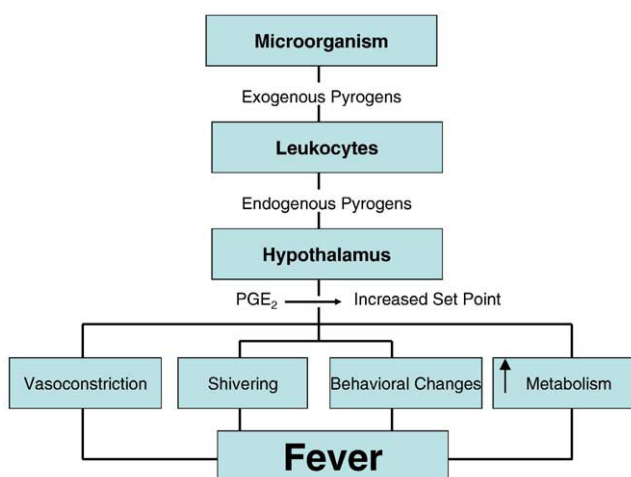 Microorganism
Exogenous Pyrogens
Leukocytes
Endogenous Pyrogens
Hypothalamus
PGE₂ Increased Set Point
Vasoconstriction Shivering Behavioral Changes Metabolism
Fever